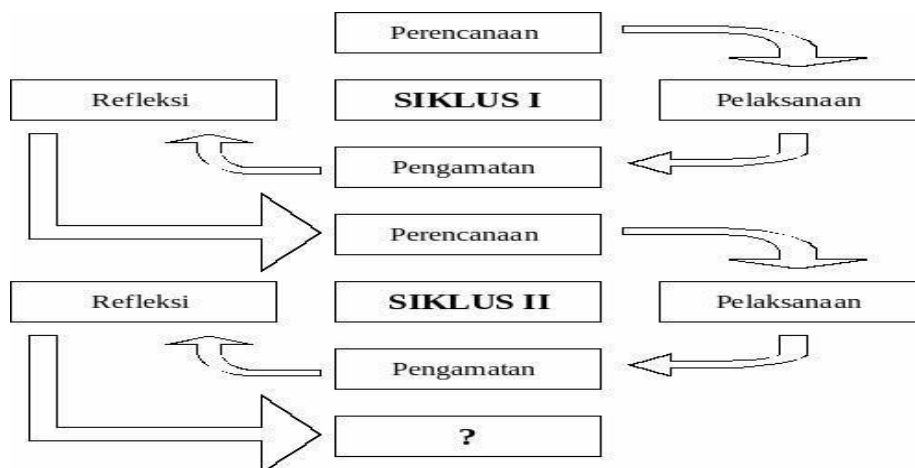 Perencanaan
Refleksi
SIKLUS I
Pelaksanaan
Pengamatan
Perencanaan
Refleksi
SIKLUS II
Pelaksanaan
Pengamatan
?